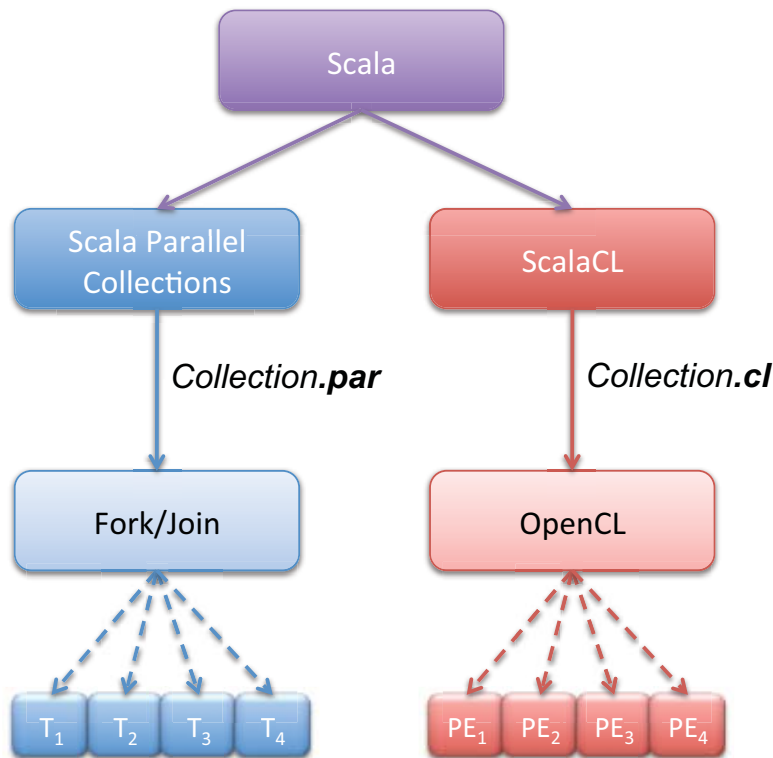 Scala
Scala Parallel
Collections
ScalaCL
Collection.par
Collection.cl
Fork/Join
OpenCL
T₁ T₂ T₃ T₄
PE₁ PE₂ PE₃ PE₄